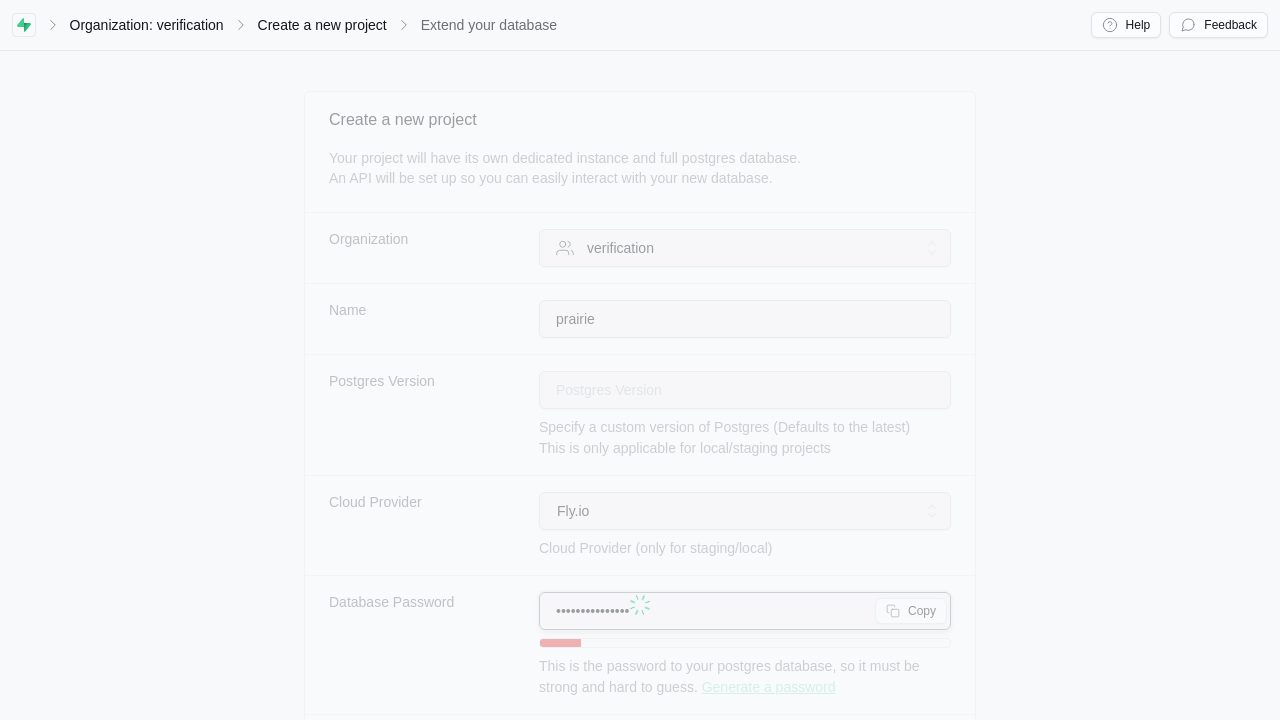 Organization: verification
Create a new project
Extend your database
Help
Feedback
Create a new project
Your project will have its own dedicated instance and full postgres database.
An API will be set up so you can easily interact with your new database.
Organization
verification
Name
prairie
Postgres Version
Postgres Version
Specify a custom version of Postgres (Defaults to the latest)
This is only applicable for local/staging projects
Cloud Provider
Fly.io
Cloud Provider (only for staging/local)
Database Password
•••••••••••••••
Copy
This is the password to your postgres database, so it must be
strong and hard to guess. Generate a password